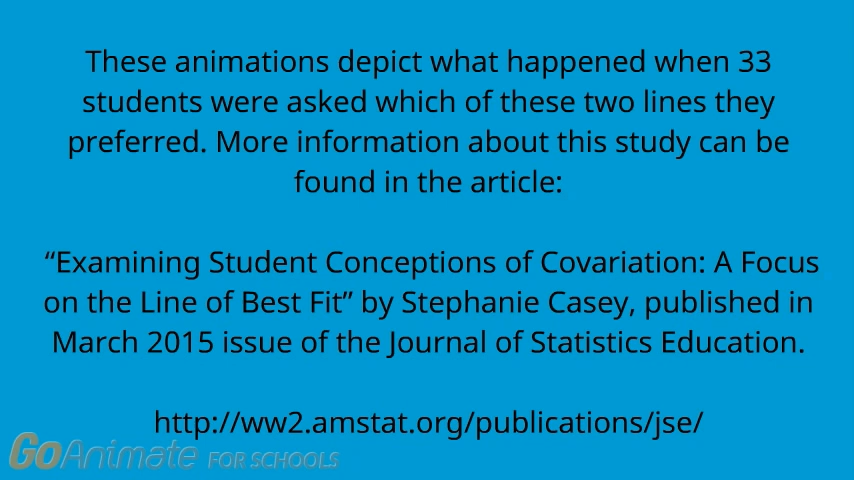 These animations depict what happened when 33
students were asked which of these two lines they
preferred. More information about this study can be
found in the article:
“Examining Student Conceptions of Covariation: A Focus
on the Line of Best Fit” by Stephanie Casey, published in
March 2015 issue of the Journal of Statistics Education.
http://ww2.amstat.org/publications/jse/
GoAnimate FOR SCHOOLS